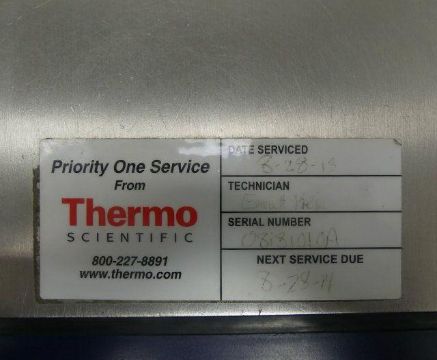 Priority One Service
From
Thermo
SCIENTIFIC
800-227-8891
www.thermo.com
DATE SERVICED
TECHNICIAN
SERIAL NUMBER
NEXT SERVICE DUE